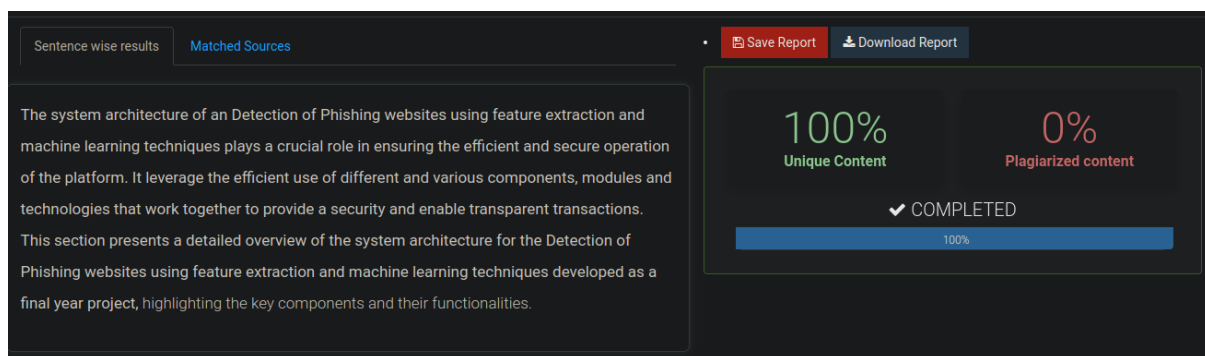 Sentence wise results
Matched Sources
The system architecture of an Detection of Phishing websites using feature extraction and
machine learning techniques plays a crucial role in ensuring the efficient and secure operation
of the platform. It leverage the efficient use of different and various components, modules and
technologies that work together to provide a security and enable transparent transactions.
This section presents a detailed overview of the system architecture for the Detection of
Phishing websites using feature extraction and machine learning techniques developed as a
final year project, highlighting the key components and their functionalities.
Save Report
Download Report
100%
Unique Content
0%
Plagiarized content
COMPLETED
100%